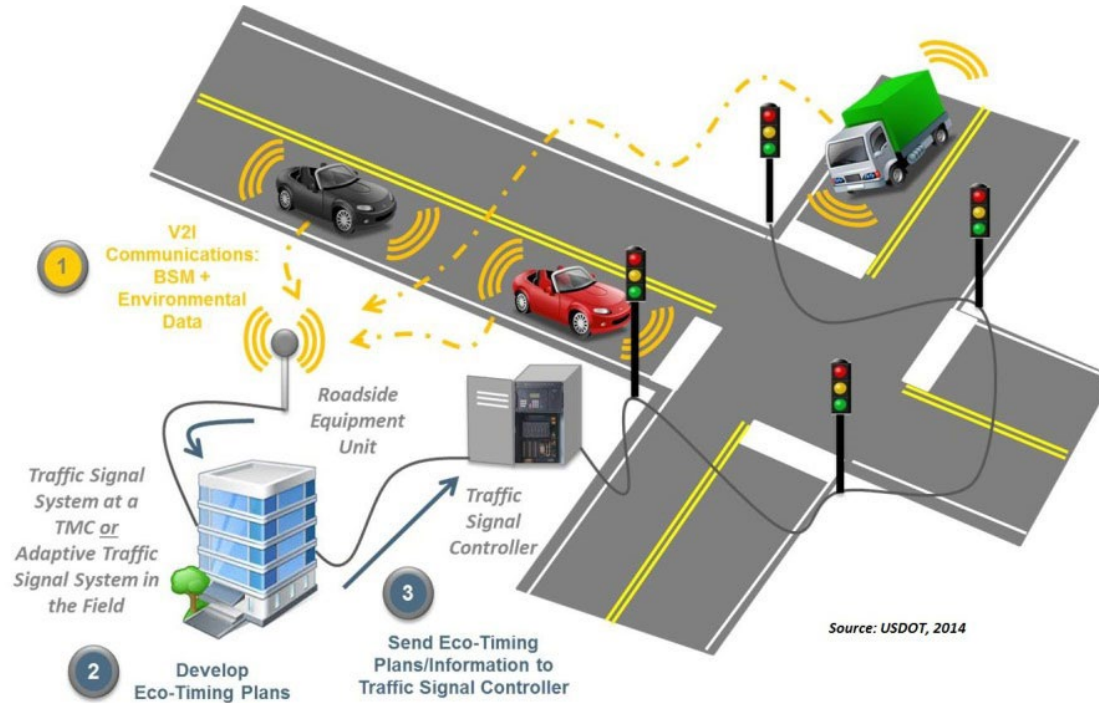 1
V2I
Communications:
BSM +
Environmental
Data
Roadside
Equipment
Unit
Traffic Signal
System at a
TMC or
Adaptive Traffic
Signal System in
the Field
Traffic
Signal
Controller
2
Develop
Eco-Timing Plans
3
Send Eco-Timing
Plans/Information to
Traffic Signal Controller
Source: USDOT, 2014